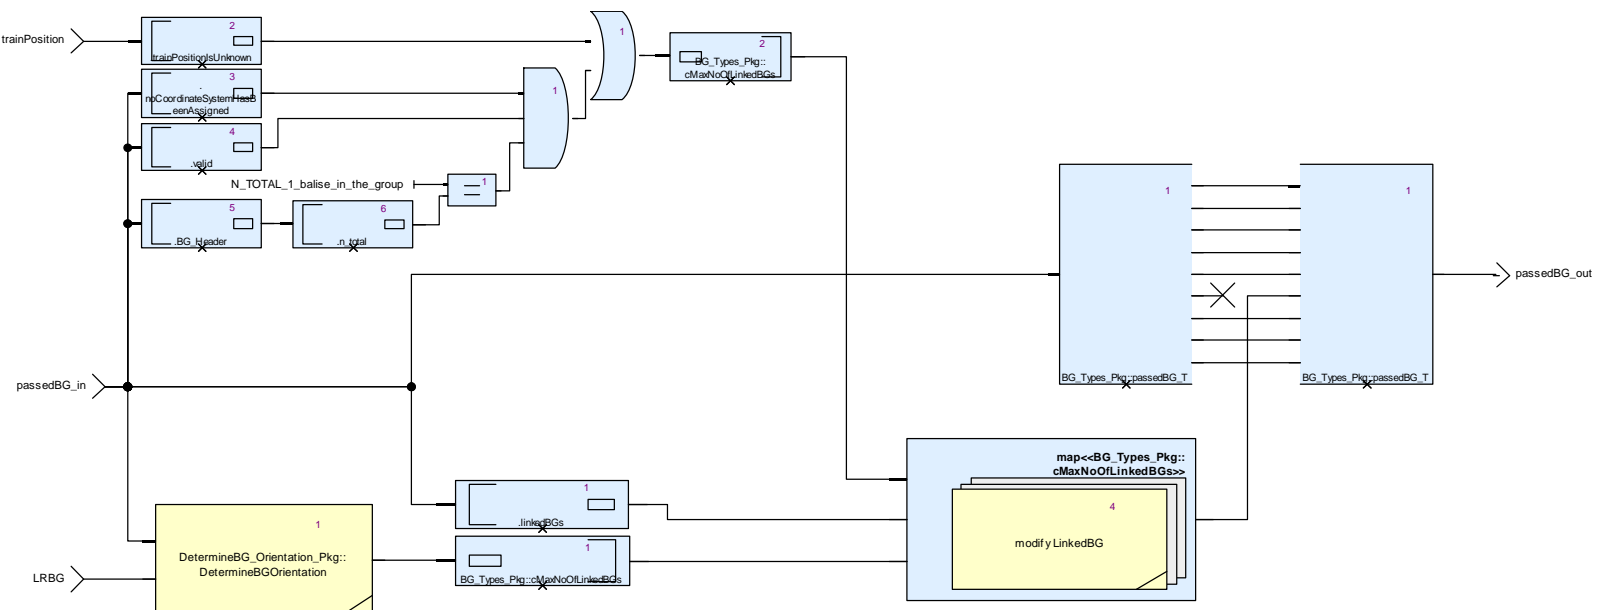 trainPosition
2
trainPositionIsUnknown
3
.
noCoordinateSystemHasB
eenAssigned
4
.valid
N_TOTAL_1_balise_in_the_group
1
5
.BG_Header
6
.n_total
1
1
2
BG_Types_Pkg::
cMaxNoOfLinkedBGs
1
BG_Types_Pkg::passedBG_T
1
BG_Types_Pkg::passedBG_T
passedBG_out
passedBG_in
1
.linkedBGs
1
BG_Types_Pkg::cMaxNoOfLinkedBGs
LRBG
1
DetermineBG_Orientation_Pkg::
DetermineBGOrientation
map<<BG_Types_Pkg::
cMaxNoOfLinkedBGs>>
4
modifyLinkedBG